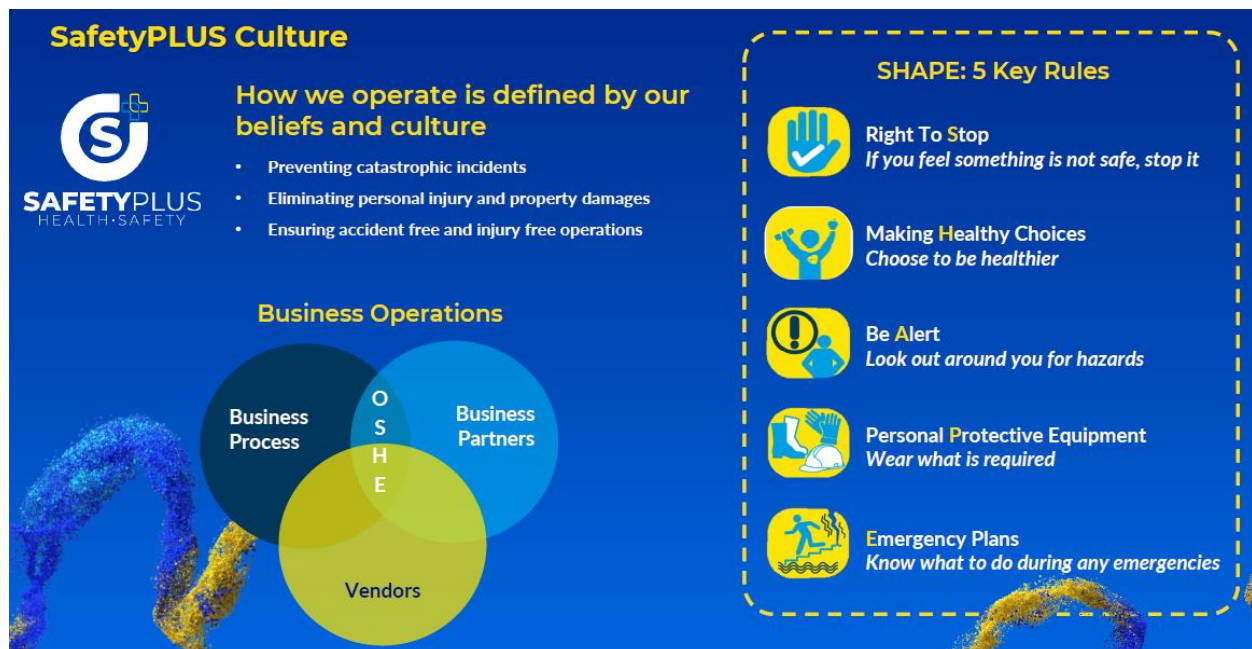 SafetyPLUS Culture
S
SAFETYPLUS
HEALTH·SAFETY
How we operate is defined by our
beliefs and culture
• Preventing catastrophic incidents
• Eliminating personal injury and property damages
• Ensuring accident free and injury free operations
Business Operations
Business
Process
O
S
H
E
Business
Partners
Vendors
SHAPE: 5 Key Rules
Right To Stop
If you feel something is not safe, stop it
Making Healthy Choices
Choose to be healthier
Be Alert
Look out around you for hazards
Personal Protective Equipment
Wear what is required
Emergency Plans
Know what to do during any emergencies